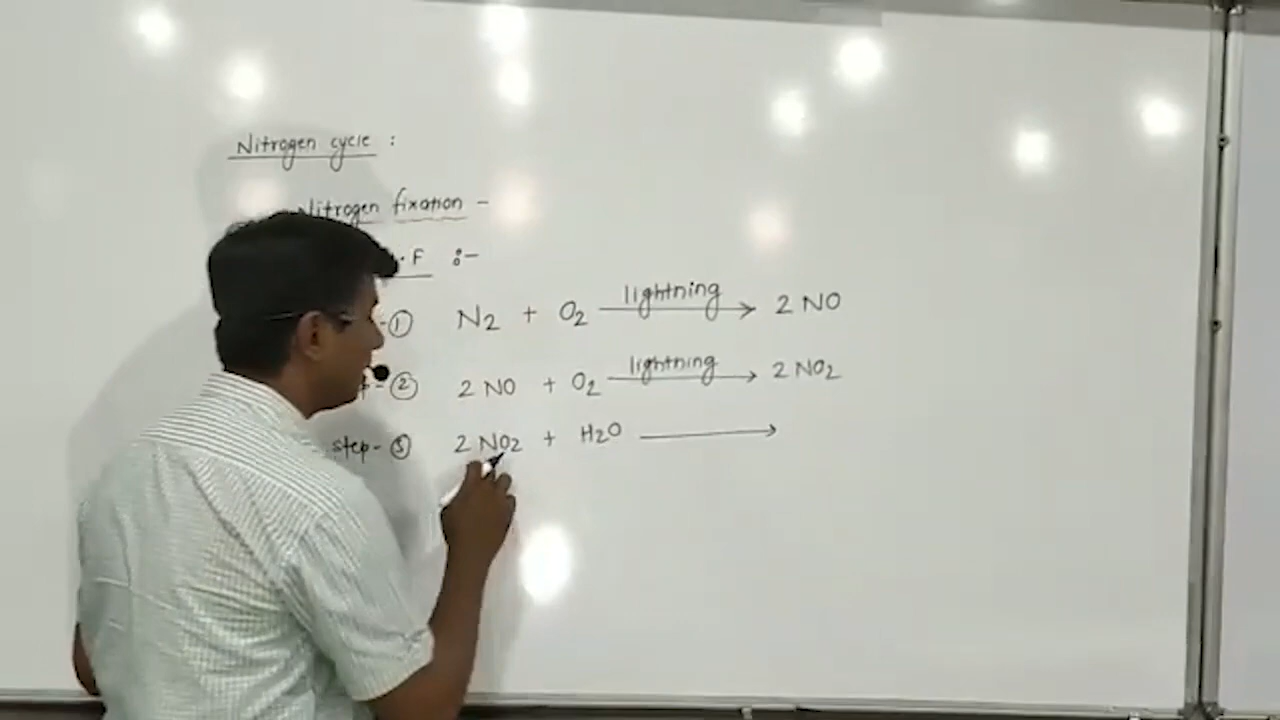 Nitrogen cycle :
Nitrogen fixation -
. F :-
- ① N2 + O2 lightning → 2 NO
p - ② 2 NO + O2 lightning → 2 NO2
step - ③ 2 NO2 + H2O →